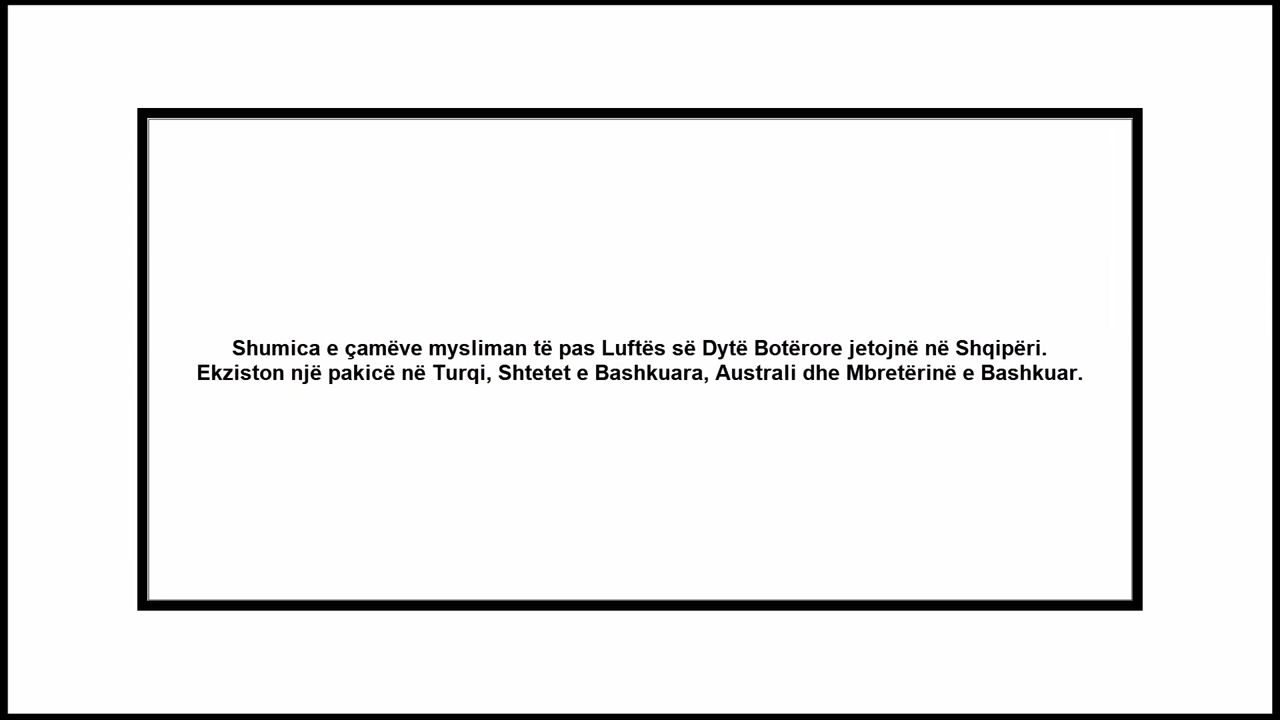 Shumica e çamëve mysliman të pas Luftës së Dytë Botërore jetojnë në Shqipëri.
Ekziston një pakicë në Turqi, Shtetet e Bashkuara, Australi dhe Mbretërinë e Bashkuar.